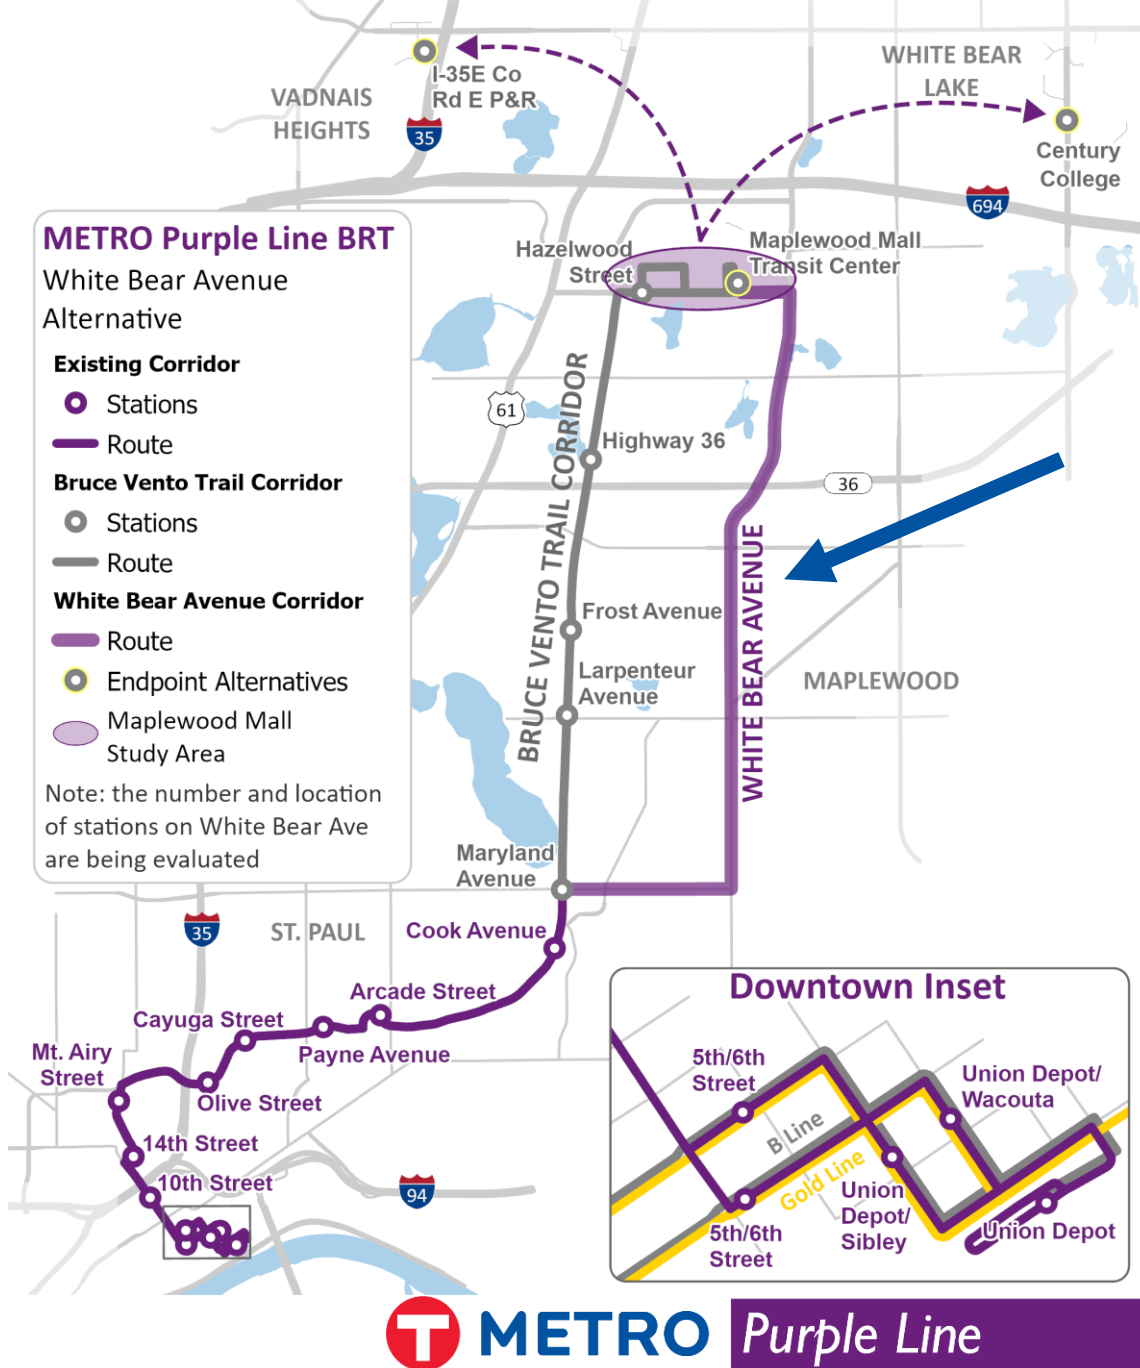 I-35E Co
Rd E P&R
VADNAIS
HEIGHTS
35
WHITE BEAR
LAKE
Century
College
694
METRO Purple Line BRT
White Bear Avenue
Alternative
Existing Corridor
Stations
Route
Bruce Vento Trail Corridor
Stations
Route
White Bear Avenue Corridor
Route
Endpoint Alternatives
Maplewood Mall
Study Area
Note: the number and location
of stations on White Bear Ave
are being evaluated
Hazelwood
Street
Maplewood Mall
Transit Center
61
BRUCE VENTO TRAIL CORRIDOR
Highway 36
36
WHITE BEAR AVENUE
Frost Avenue
Larpenteur
Avenue
MAPLEWOOD
Maryland
Avenue
35
ST. PAUL
Cook Avenue
Arcade Street
Cayuga Street
Payne Avenue
Mt. Airy
Street
Olive Street
14th Street
10th Street
94
Downtown Inset
5th/6th
Street
Union Depot/
Wacouta
B Line
Gold Line
Union
Depot/
Sibley
5th/6th
Street
Union Depot
T METRO Purple Line